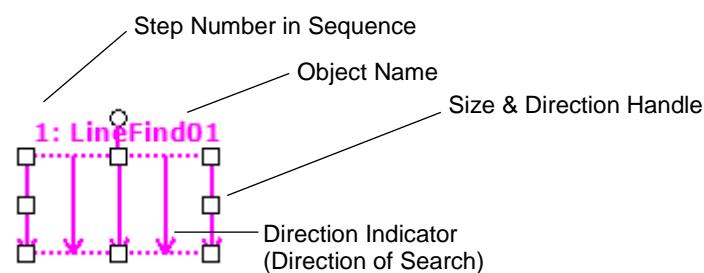 Step Number in Sequence
Object Name
Size & Direction Handle
1: LineFind01
Direction Indicator
(Direction of Search)